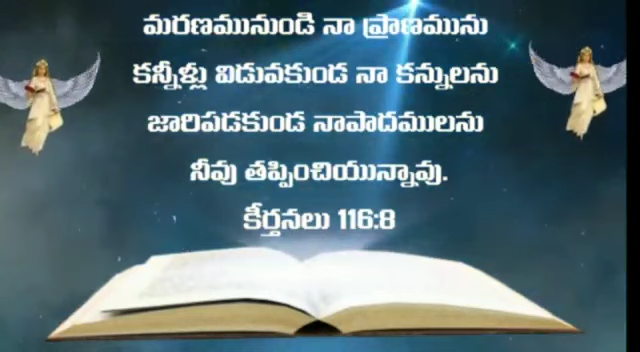 మరణమునుండి నా ప్రాణమును
కన్నీళ్లు విడువకుండ నా కన్నులను
జారిపడకుండ నాపాదములను
నీవు తప్పించియున్నావు.
కీర్తనలు 116:8